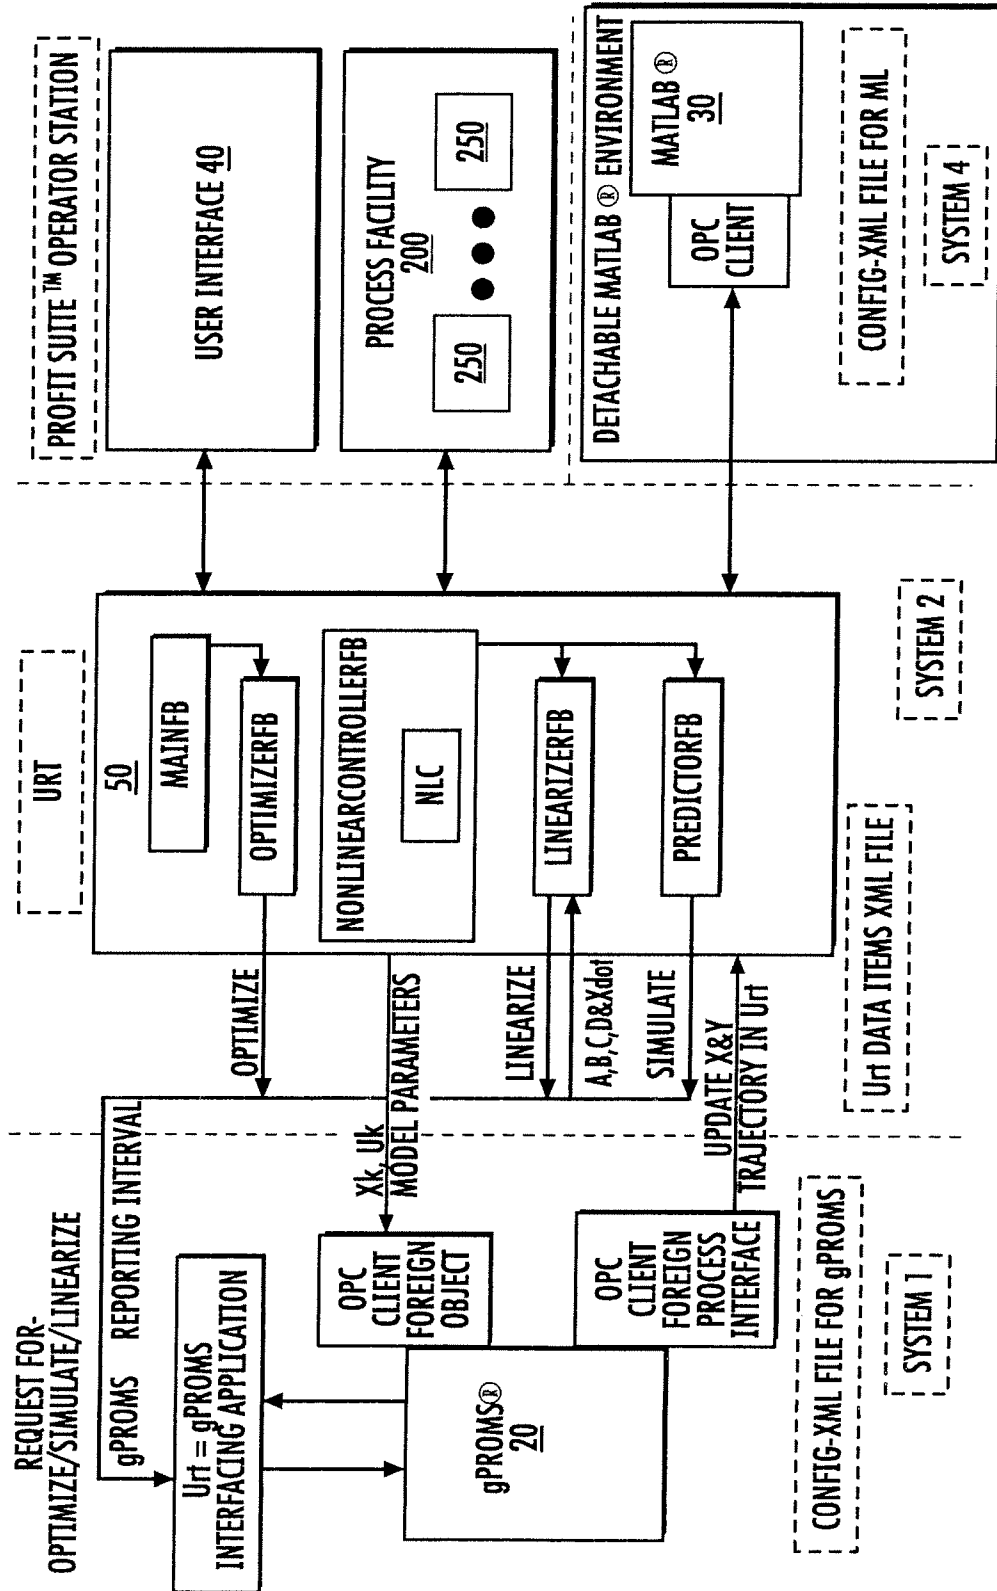 REQUEST FOR-
OPTIMIZE/SIMULATE/LINEARIZE
gPROMS REPORTING INTERVAL
Urt = gPROMS
INTERFACING APPLICATION
gPROMS®
20
OPC
CLIENT
FOREIGN
OBJECT
OPC
CLIENT
FOREIGN
PROCESS
INTERFACE
CONFIG-XML FILE FOR gPROMS
SYSTEM 1
OPTIMIZE
Xk, Uk
MODEL PARAMETERS
LINEARIZE
A,B,C,D&Xdot
SIMULATE
UPDATE X&Y
TRAJECTORY IN Urt
URT
50
MAINFB
OPTIMIZERFB
NONLINEARCONTROLLERFB
NLC
LINEARIZERFB
PREDICTORFB
Urt DATA ITEMS XML FILE
SYSTEM 2
PROFIT SUITE™ OPERATOR STATION
USER INTERFACE 40
PROCESS FACILITY
200
250
250
DETACHABLE MATLAB® ENVIRONMENT
OPC
CLIENT
MATLAB®
30
CONFIG-XML FILE FOR ML
SYSTEM 4